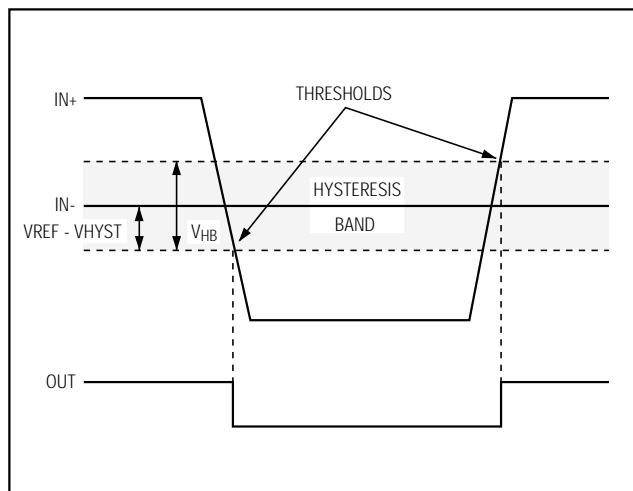 IN+
THRESHOLDS
HYSTERESIS
IN-
BAND
VREF - VHYST
VHB
OUT